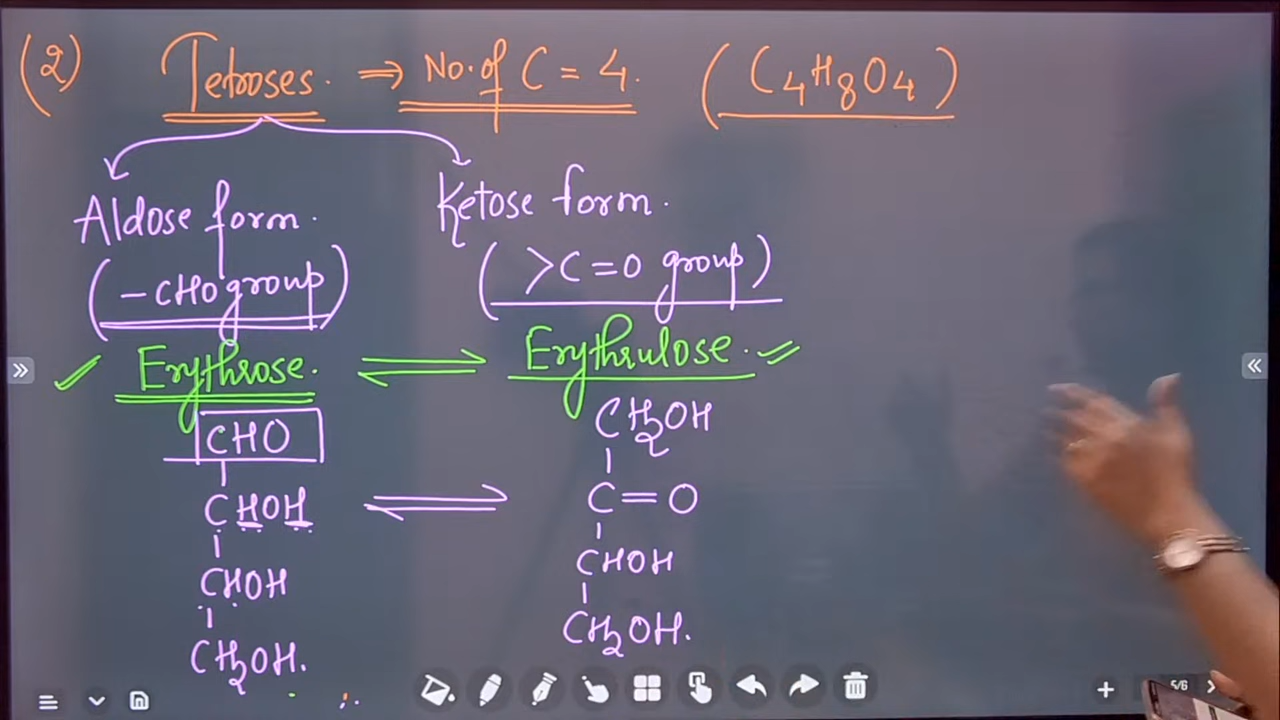 (2) Tetroses. ⇒ No. of C = 4. (C₄H₈O₄)
Aldose form.
(-CHO group)
Ketose form.
(>C=O group)
✓ Erythrose. ⇌ Erythrulose. ✓
CHO
|
CHOH
|
CHOH
|
CH₂OH.
⇌
CH₂OH
|
C=O
|
CHOH
|
CH₂OH.
5/6